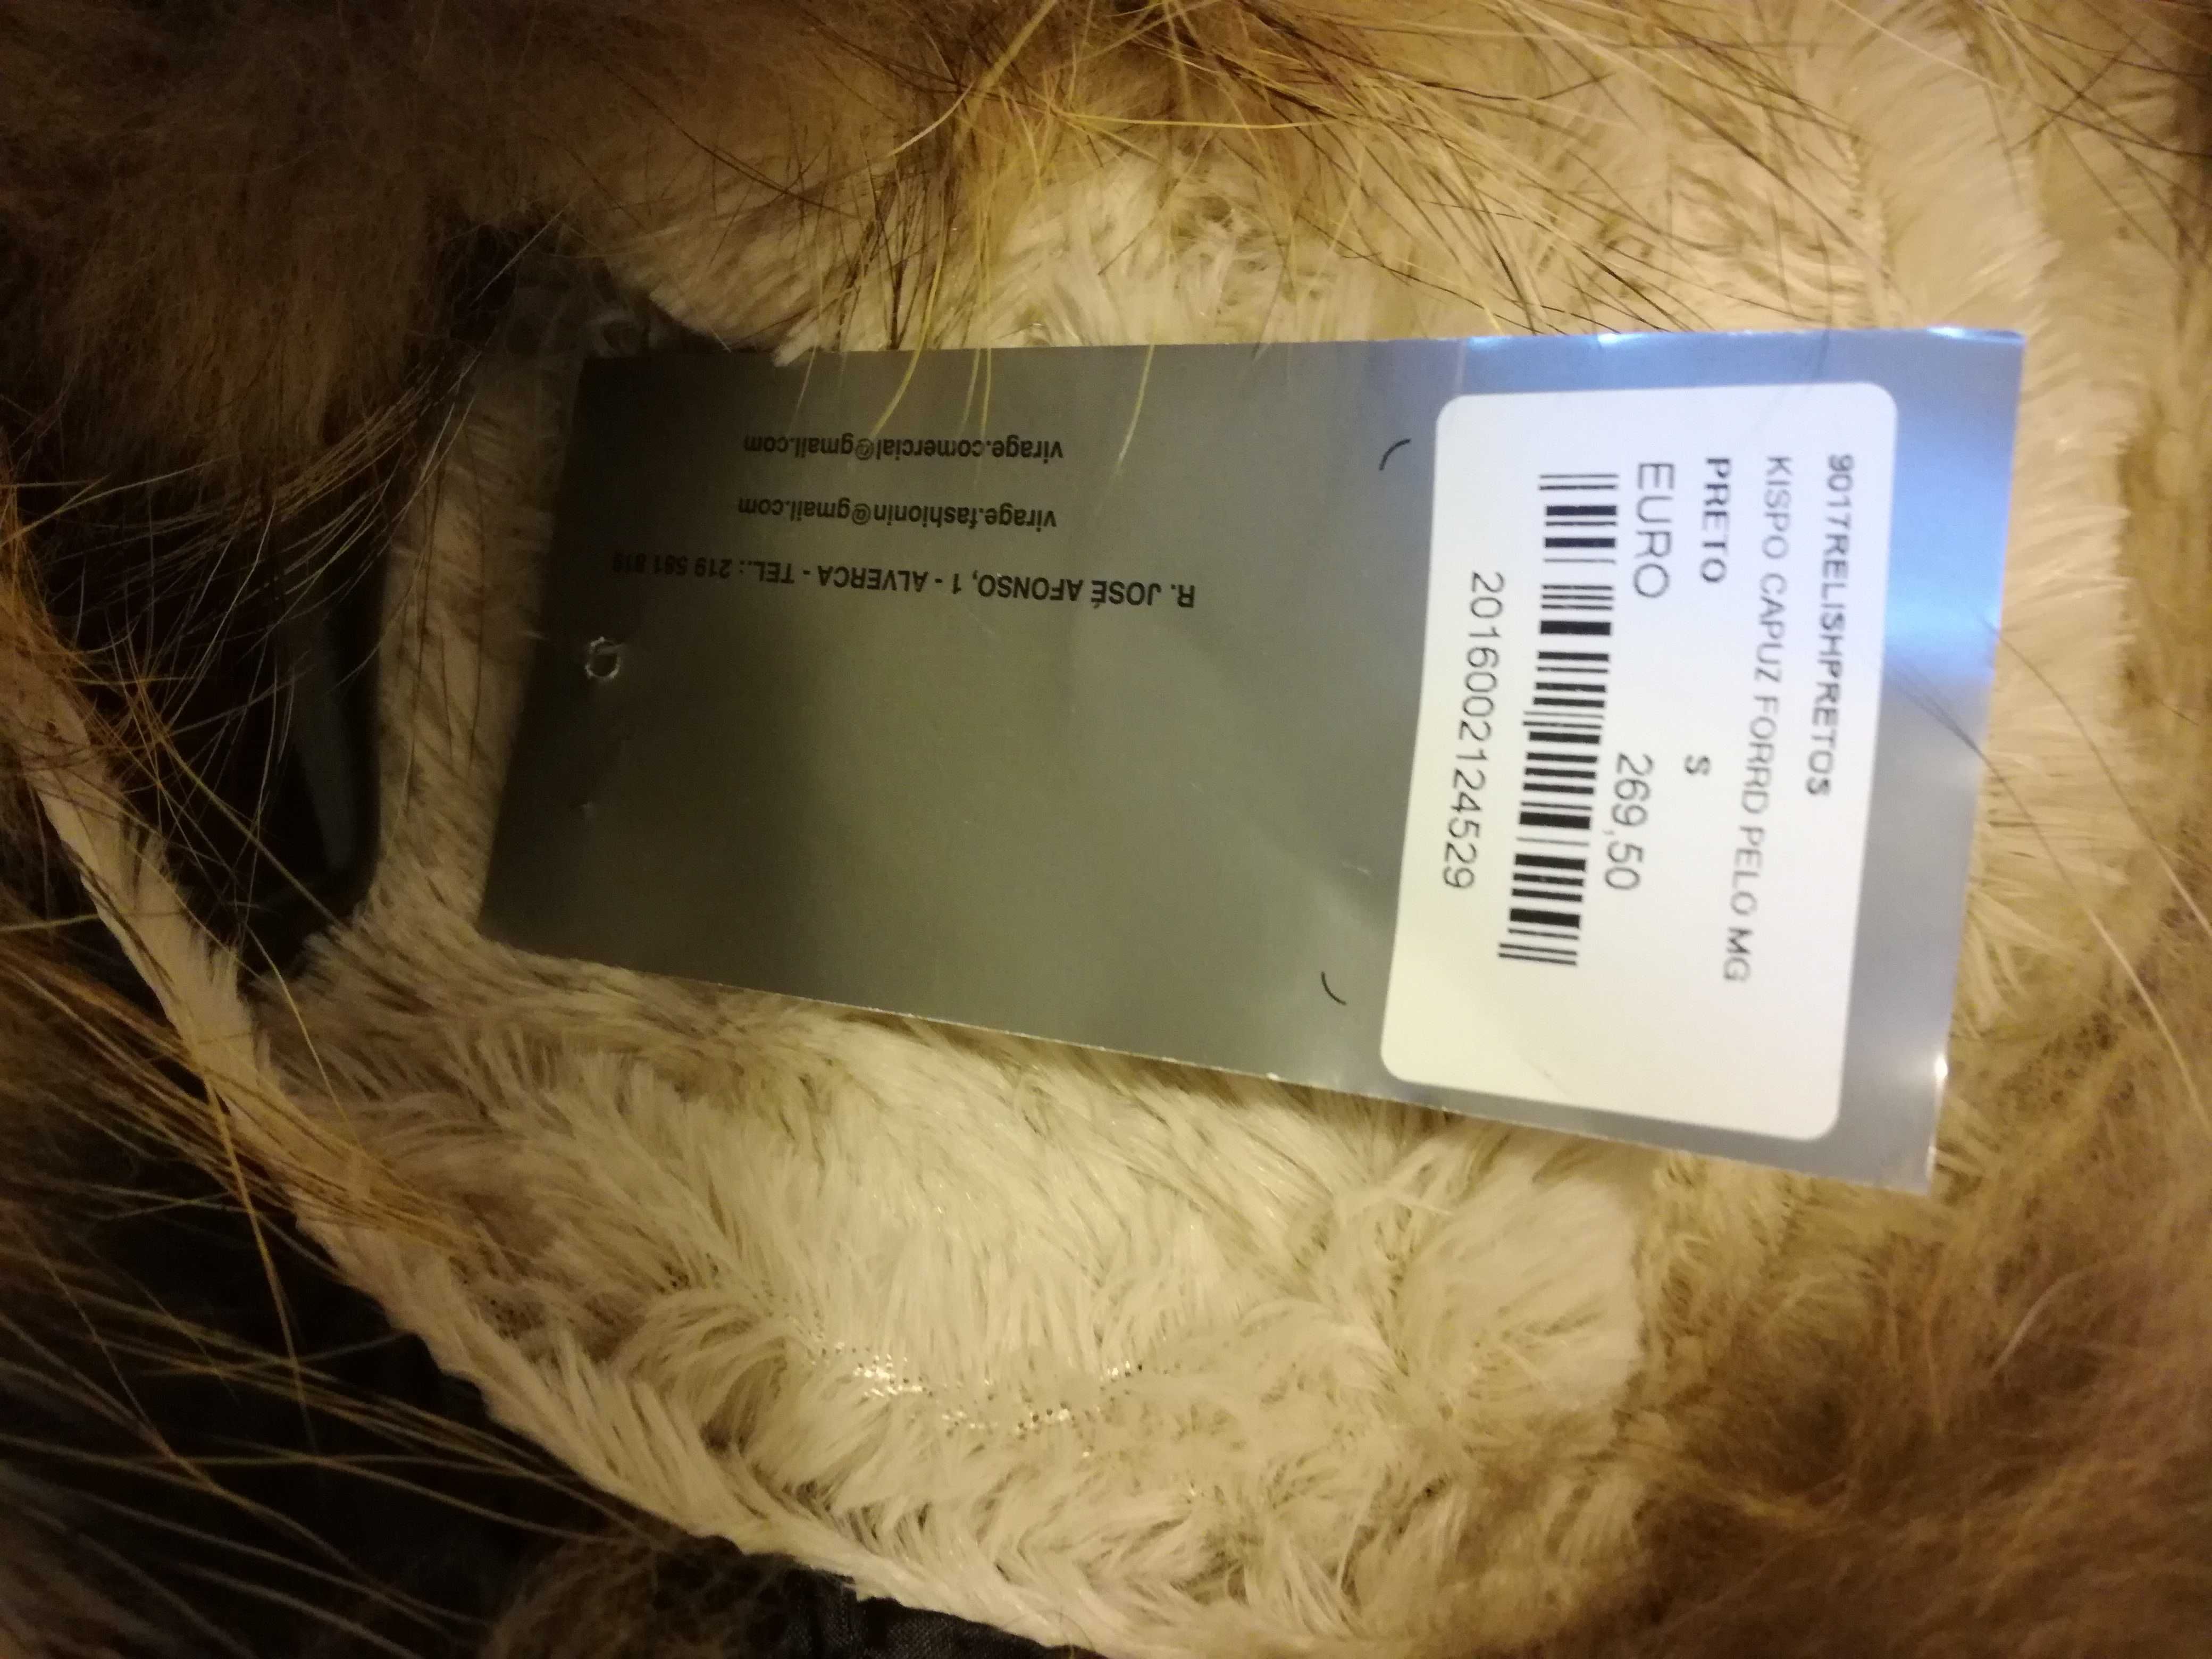 901TRELISHPRETOS
KISPO CAPUZ FORRD PELO MG
PRETO S
EURO 269,50
2016002124529
R. JOSÉ AFONSO, 1 - ALVERCA - TEL.: 219 581 819
virage.fashionin@gmail.com
virage.comercial@gmail.com